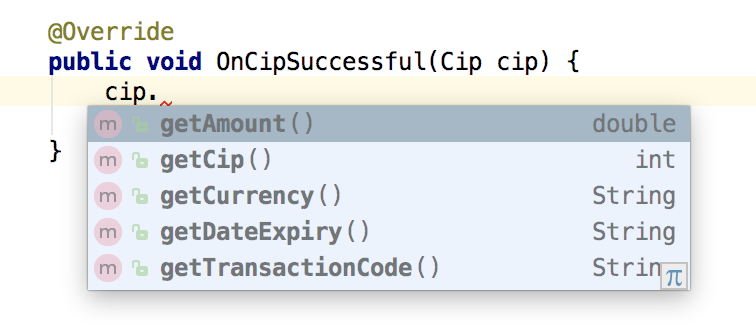 @Override
public void OnCipSuccessful(Cip cip) {
cip.
m getAmount() double
m getCip() int
m getCurrency() String
m getDateExpiry() String
m getTransactionCode() Strin
π
}